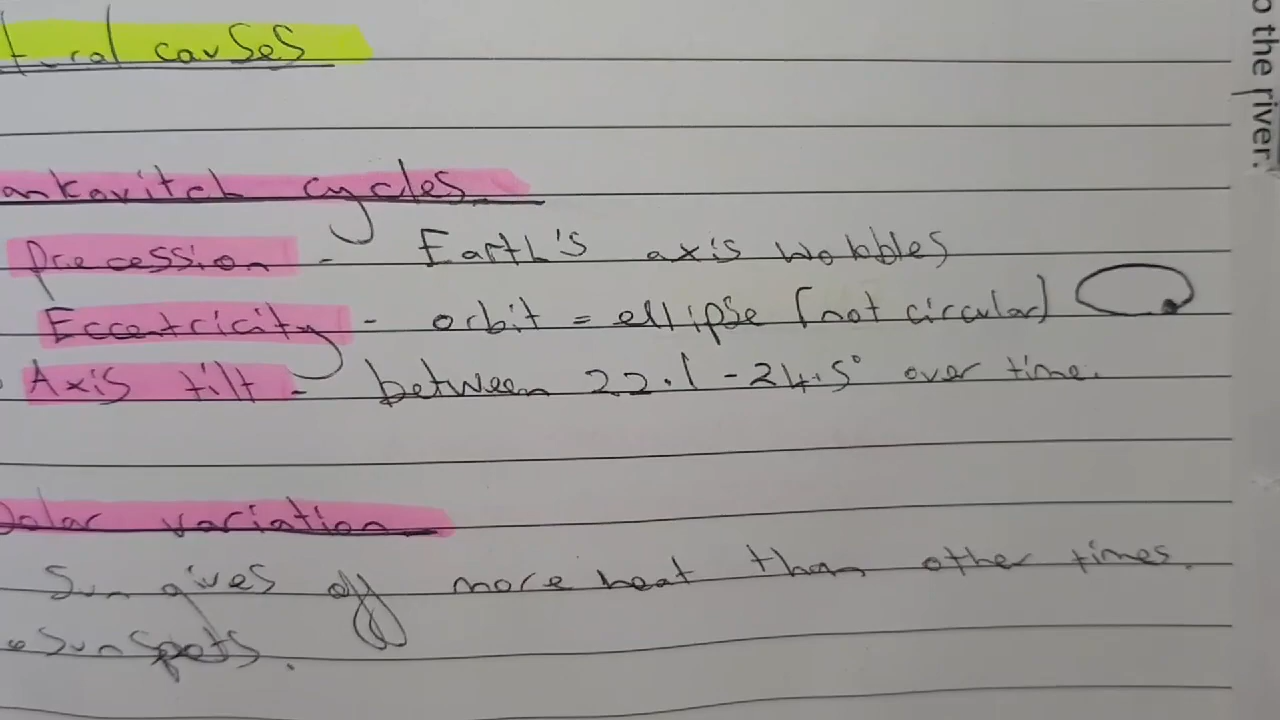 tural causes
ankovitch cycles
Precession - Earth's axis wobbles
Eccentricity - orbit = ellipse (not circular)
Axis tilt - between 22.1 - 24.5° over time.
Solar variation
Sun gives off more heat than other times.
Sunspots.
o the river.